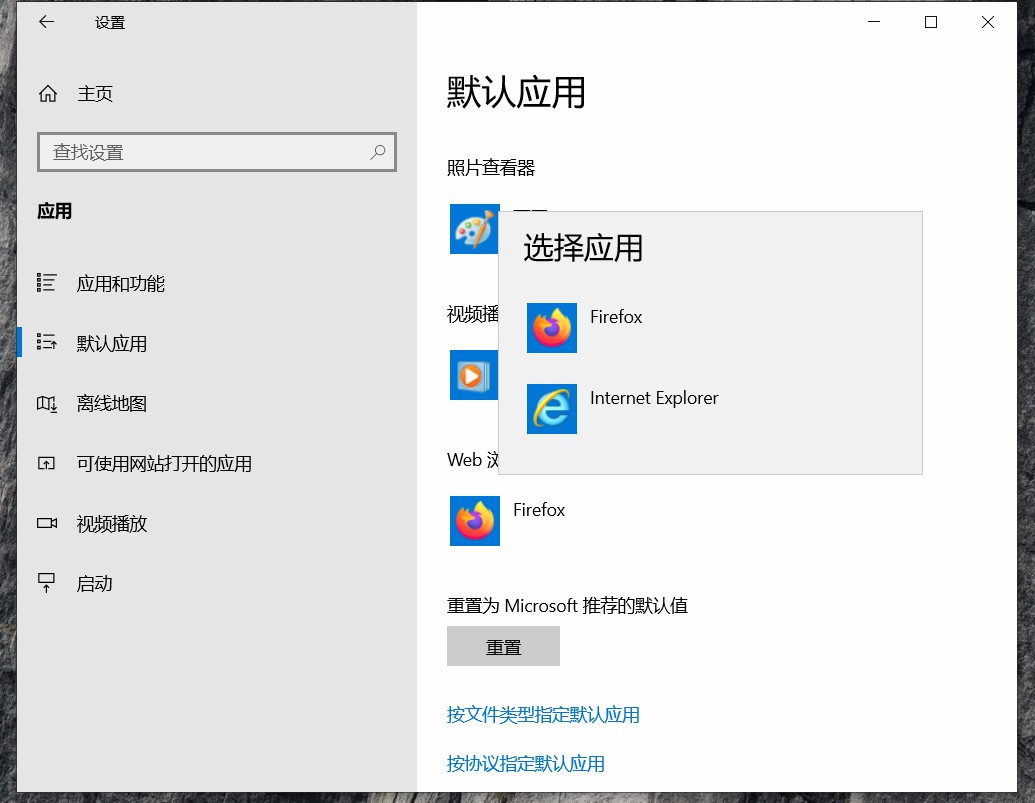 设置
主页
查找设置
应用
应用和功能
默认应用
离线地图
可使用网站打开的应用
视频播放
启动
默认应用
照片查看器
选择应用
Firefox
Internet Explorer
视频播
Web 浏
Firefox
重置为 Microsoft 推荐的默认值
重置
按文件类型指定默认应用
按协议指定默认应用